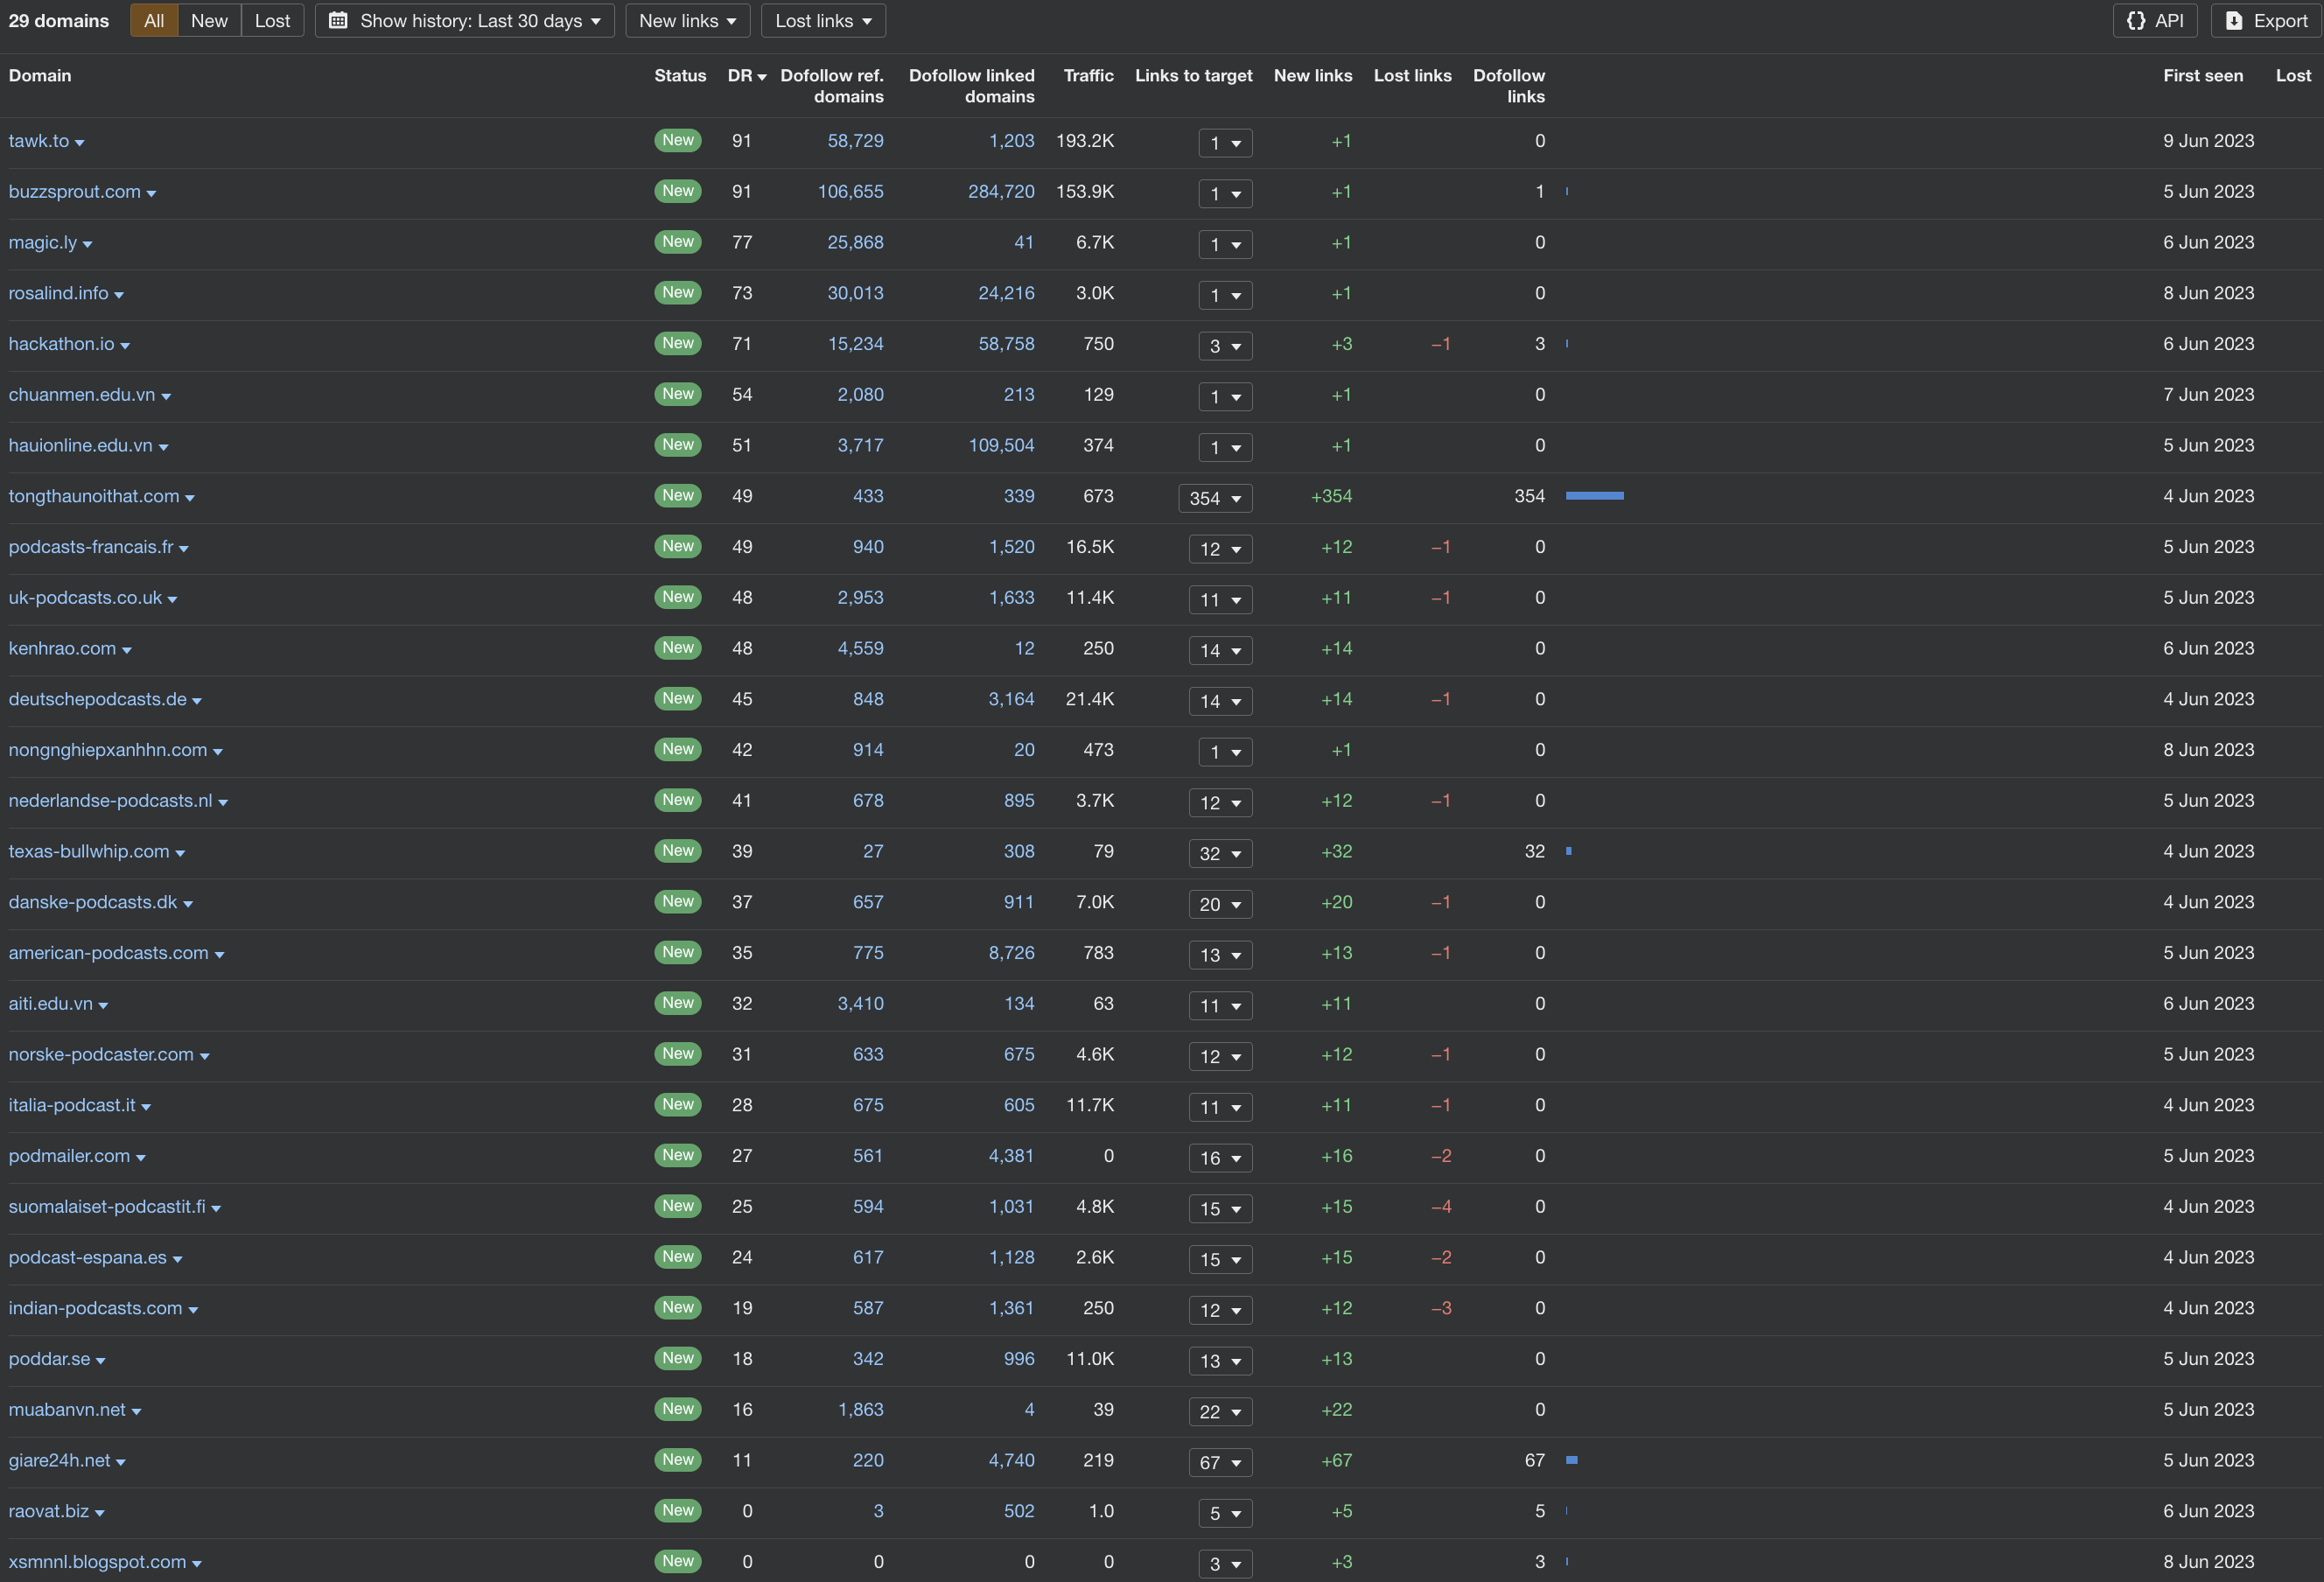 29 domains All New Lost Show history: Last 30 days New links Lost links API Export
Domain Status DR Dofollow ref. domains Dofollow linked domains Traffic Links to target New links Lost links Dofollow links First seen Lost
tawk.to New 91 58,729 1,203 193.2K 1 +1 0 9 Jun 2023
buzzsprout.com New 91 106,655 284,720 153.9K 1 +1 1 5 Jun 2023
magic.ly New 77 25,868 41 6.7K 1 +1 0 6 Jun 2023
rosalind.info New 73 30,013 24,216 3.0K 1 +1 0 8 Jun 2023
hackathon.io New 71 15,234 58,758 750 3 +3 –1 3 6 Jun 2023
chuanmen.edu.vn New 54 2,080 213 129 1 +1 0 7 Jun 2023
hauionline.edu.vn New 51 3,717 109,504 374 1 +1 0 5 Jun 2023
tongthaunoithat.com New 49 433 339 673 354 +354 354 4 Jun 2023
podcasts-francais.fr New 49 940 1,520 16.5K 12 +12 –1 0 5 Jun 2023
uk-podcasts.co.uk New 48 2,953 1,633 11.4K 11 +11 –1 0 5 Jun 2023
kenhrao.com New 48 4,559 12 250 14 +14 0 6 Jun 2023
deutschepodcasts.de New 45 848 3,164 21.4K 14 +14 –1 0 4 Jun 2023
nongnghiepxanhhn.com New 42 914 20 473 1 +1 0 8 Jun 2023
nederlandse-podcasts.nl New 41 678 895 3.7K 12 +12 –1 0 5 Jun 2023
texas-bullwhip.com New 39 27 308 79 32 +32 32 4 Jun 2023
danske-podcasts.dk New 37 657 911 7.0K 20 +20 –1 0 4 Jun 2023
american-podcasts.com New 35 775 8,726 783 13 +13 –1 0 5 Jun 2023
aiti.edu.vn New 32 3,410 134 63 11 +11 0 6 Jun 2023
norske-podcaster.com New 31 633 675 4.6K 12 +12 –1 0 5 Jun 2023
italia-podcast.it New 28 675 605 11.7K 11 +11 –1 0 4 Jun 2023
podmailer.com New 27 561 4,381 0 16 +16 –2 0 5 Jun 2023
suomalaiset-podcastit.fi New 25 594 1,031 4.8K 15 +15 –4 0 4 Jun 2023
podcast-espana.es New 24 617 1,128 2.6K 15 +15 –2 0 4 Jun 2023
indian-podcasts.com New 19 587 1,361 250 12 +12 –3 0 4 Jun 2023
poddar.se New 18 342 996 11.0K 13 +13 0 5 Jun 2023
muabanvn.net New 16 1,863 4 39 22 +22 0 5 Jun 2023
giare24h.net New 11 220 4,740 219 67 +67 67 5 Jun 2023
raovat.biz New 0 3 502 1.0 5 +5 5 6 Jun 2023
xsmnnl.blogspot.com New 0 0 0 0 3 +3 3 8 Jun 2023